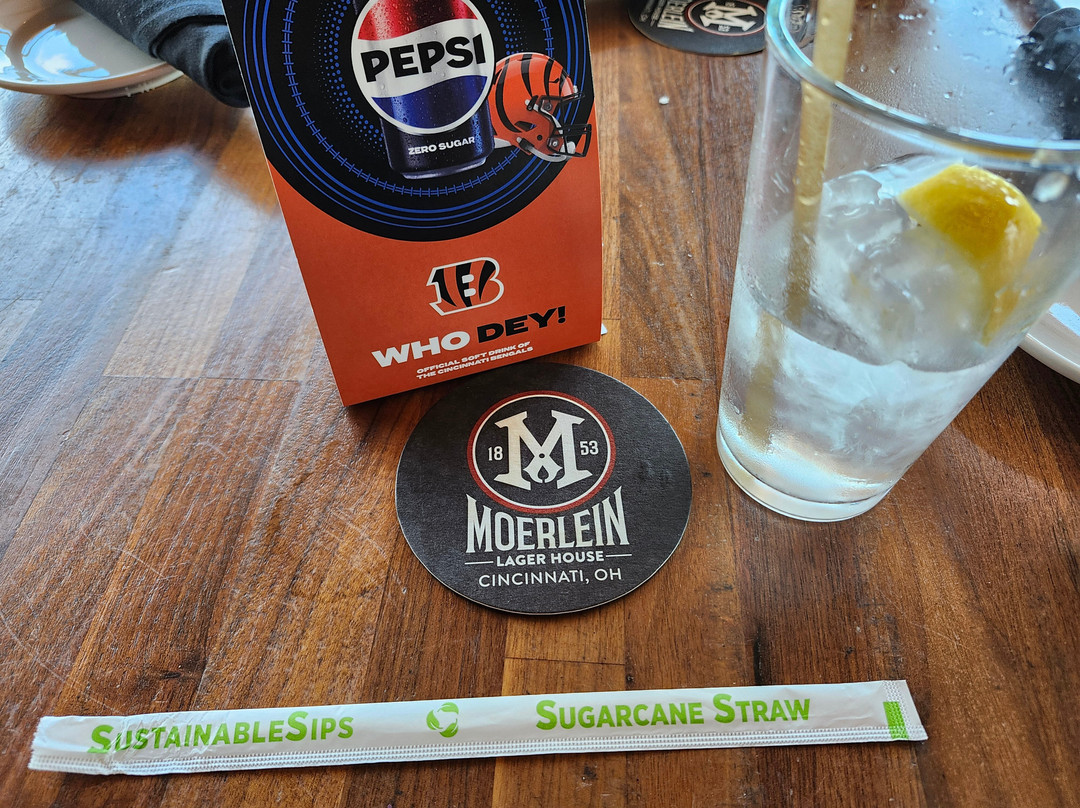 PEPSI
ZERO SUGAR
B
WHO DEY!
OFFICIAL SOFT DRINK OF
THE CINCINNATI BENGALS
M
18 53
MOERLEIN
LAGER HOUSE
CINCINNATI, OH
SUSTAINABLESIPS SUGARCANE STRAW